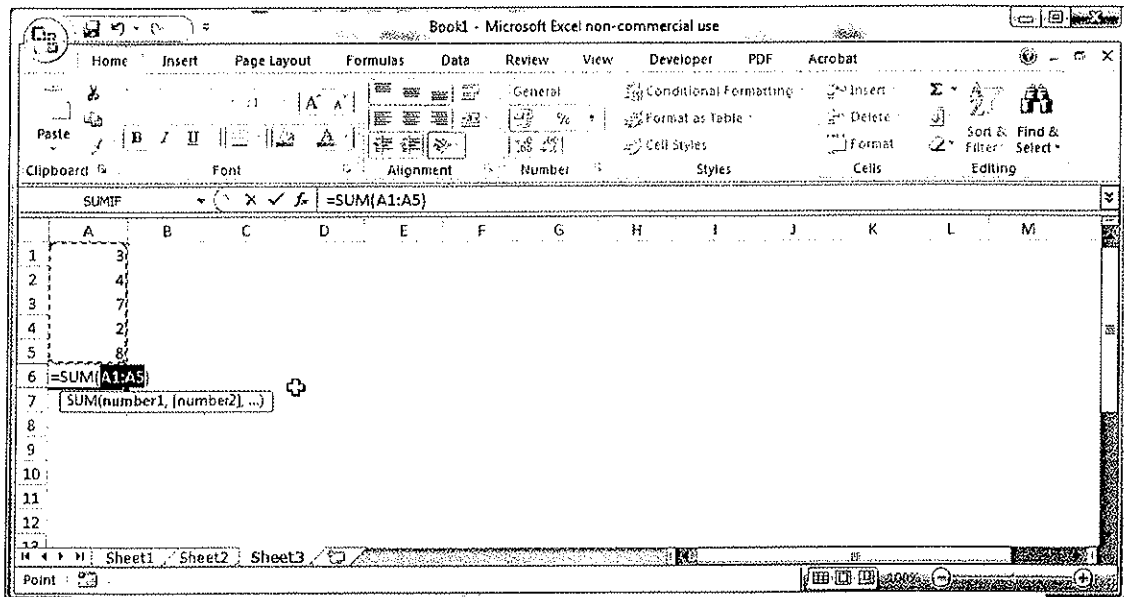 Book1 - Microsoft Excel non-commercial use
Home Insert Page Layout Formulas Data Review View Developer PDF Acrobat
Paste
B I U
A A
A
General
%
Conditional Formatting
Format as Table
Cell Styles
Insert
Delete
Format
Σ
Sort & Filter
Find & Select
Clipboard Font Alignment Number Styles Cells Editing
SUMIF fx =SUM(A1:A5)
A B C D E F G H I J K L M
1 3
2 4
3 7
4 2
5 8
6 =SUM(A1:A5)
7 SUM(number1, [number2], ...)
8
9
10
11
12
13
Sheet1 Sheet2 Sheet3
Point 100%